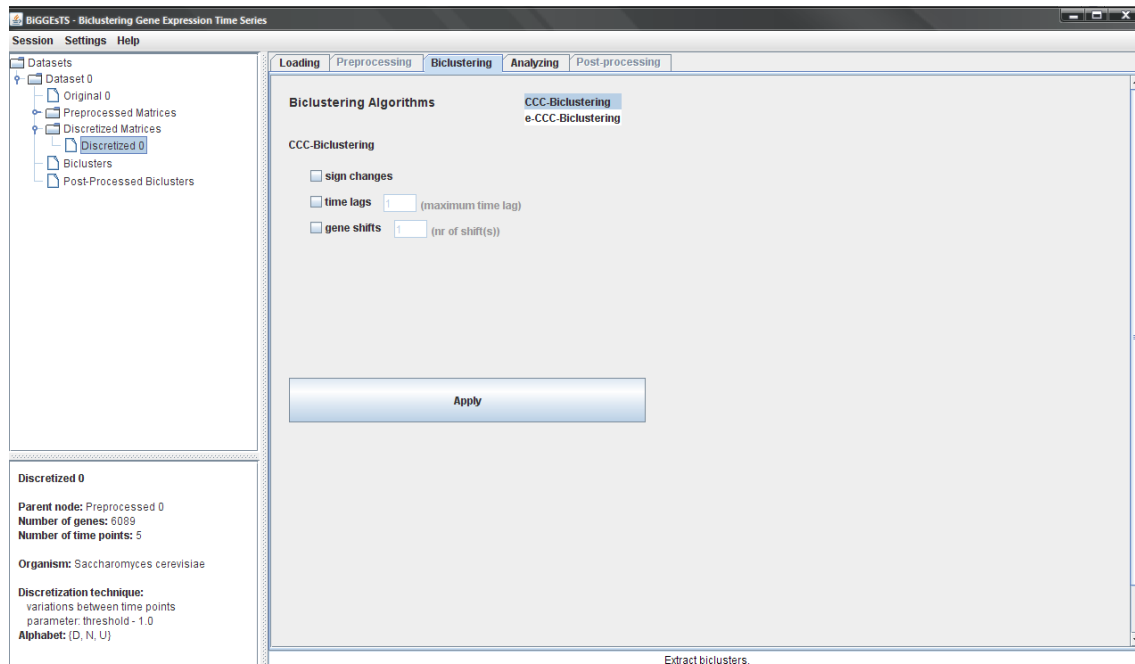 BiGGEsTS - Biclustering Gene Expression Time Series
Session Settings Help
Datasets
Dataset 0
Original 0
Preprocessed Matrices
Discretized Matrices
Discretized 0
Biclusters
Post-Processed Biclusters
Discretized 0
Parent node: Preprocessed 0
Number of genes: 6089
Number of time points: 5
Organism: Saccharomyces cerevisiae
Discretization technique:
variations between time points
parameter: threshold - 1.0
Alphabet: {D, N, U}
Loading Preprocessing Biclustering Analyzing Post-processing
Biclustering Algorithms CCC-Biclustering
e-CCC-Biclustering
CCC-Biclustering
sign changes
time lags 1 (maximum time lag)
gene shifts 1 (nr of shift(s))
Apply
Extract biclusters.